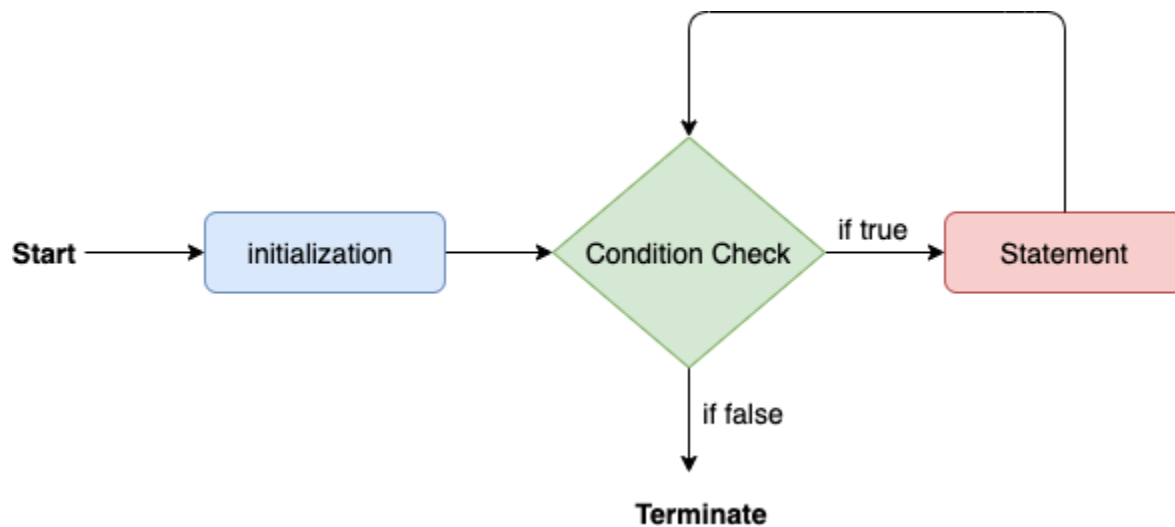 Start
initialization
Condition Check
if true
Statement
if false
Terminate